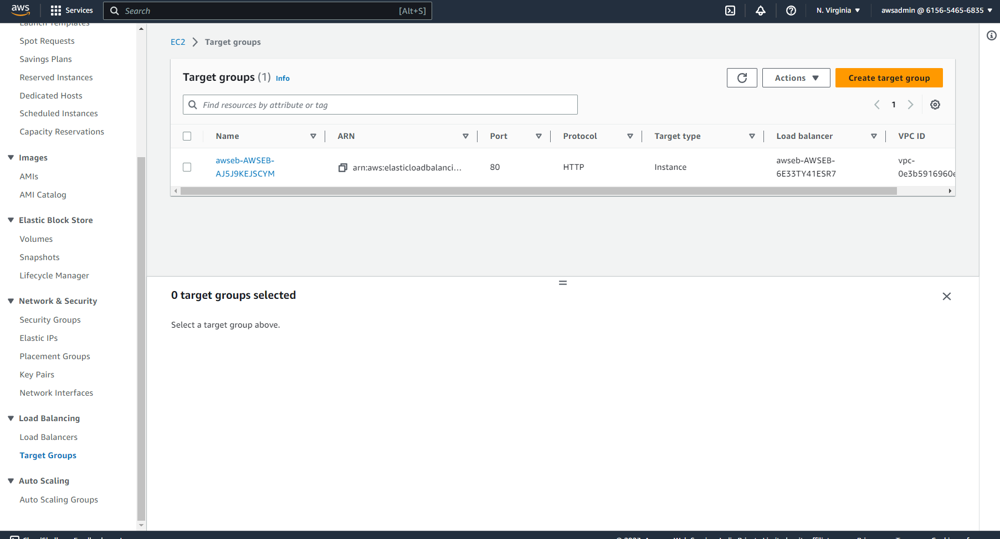 aws
Services
Search
[Alt+S]
N. Virginia
awsadmin @ 6156-5465-6835
Launch Templates
Spot Requests
Savings Plans
Reserved Instances
Dedicated Hosts
Scheduled Instances
Capacity Reservations
Images
AMIs
AMI Catalog
Elastic Block Store
Volumes
Snapshots
Lifecycle Manager
Network & Security
Security Groups
Elastic IPs
Placement Groups
Key Pairs
Network Interfaces
Load Balancing
Load Balancers
Target Groups
Auto Scaling
Auto Scaling Groups
EC2 > Target groups
Target groups (1) Info
Actions
Create target group
Find resources by attribute or tag
1
Name ARN Port Protocol Target type Load balancer VPC ID
awseb-AWSEB-
AJ5J9KEJSCYM
arn:aws:elasticloadbalanci...
80
HTTP
Instance
awseb-AWSEB-
6E33TY41ESR7
vpc-
0e3b5916960e
0 target groups selected
Select a target group above.